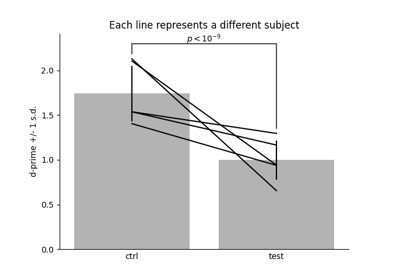 Each line represents a different subject
p < 10⁻⁹
2.0
1.5
1.0
0.5
0.0
d-prime +/- 1 s.d.
ctrl
test